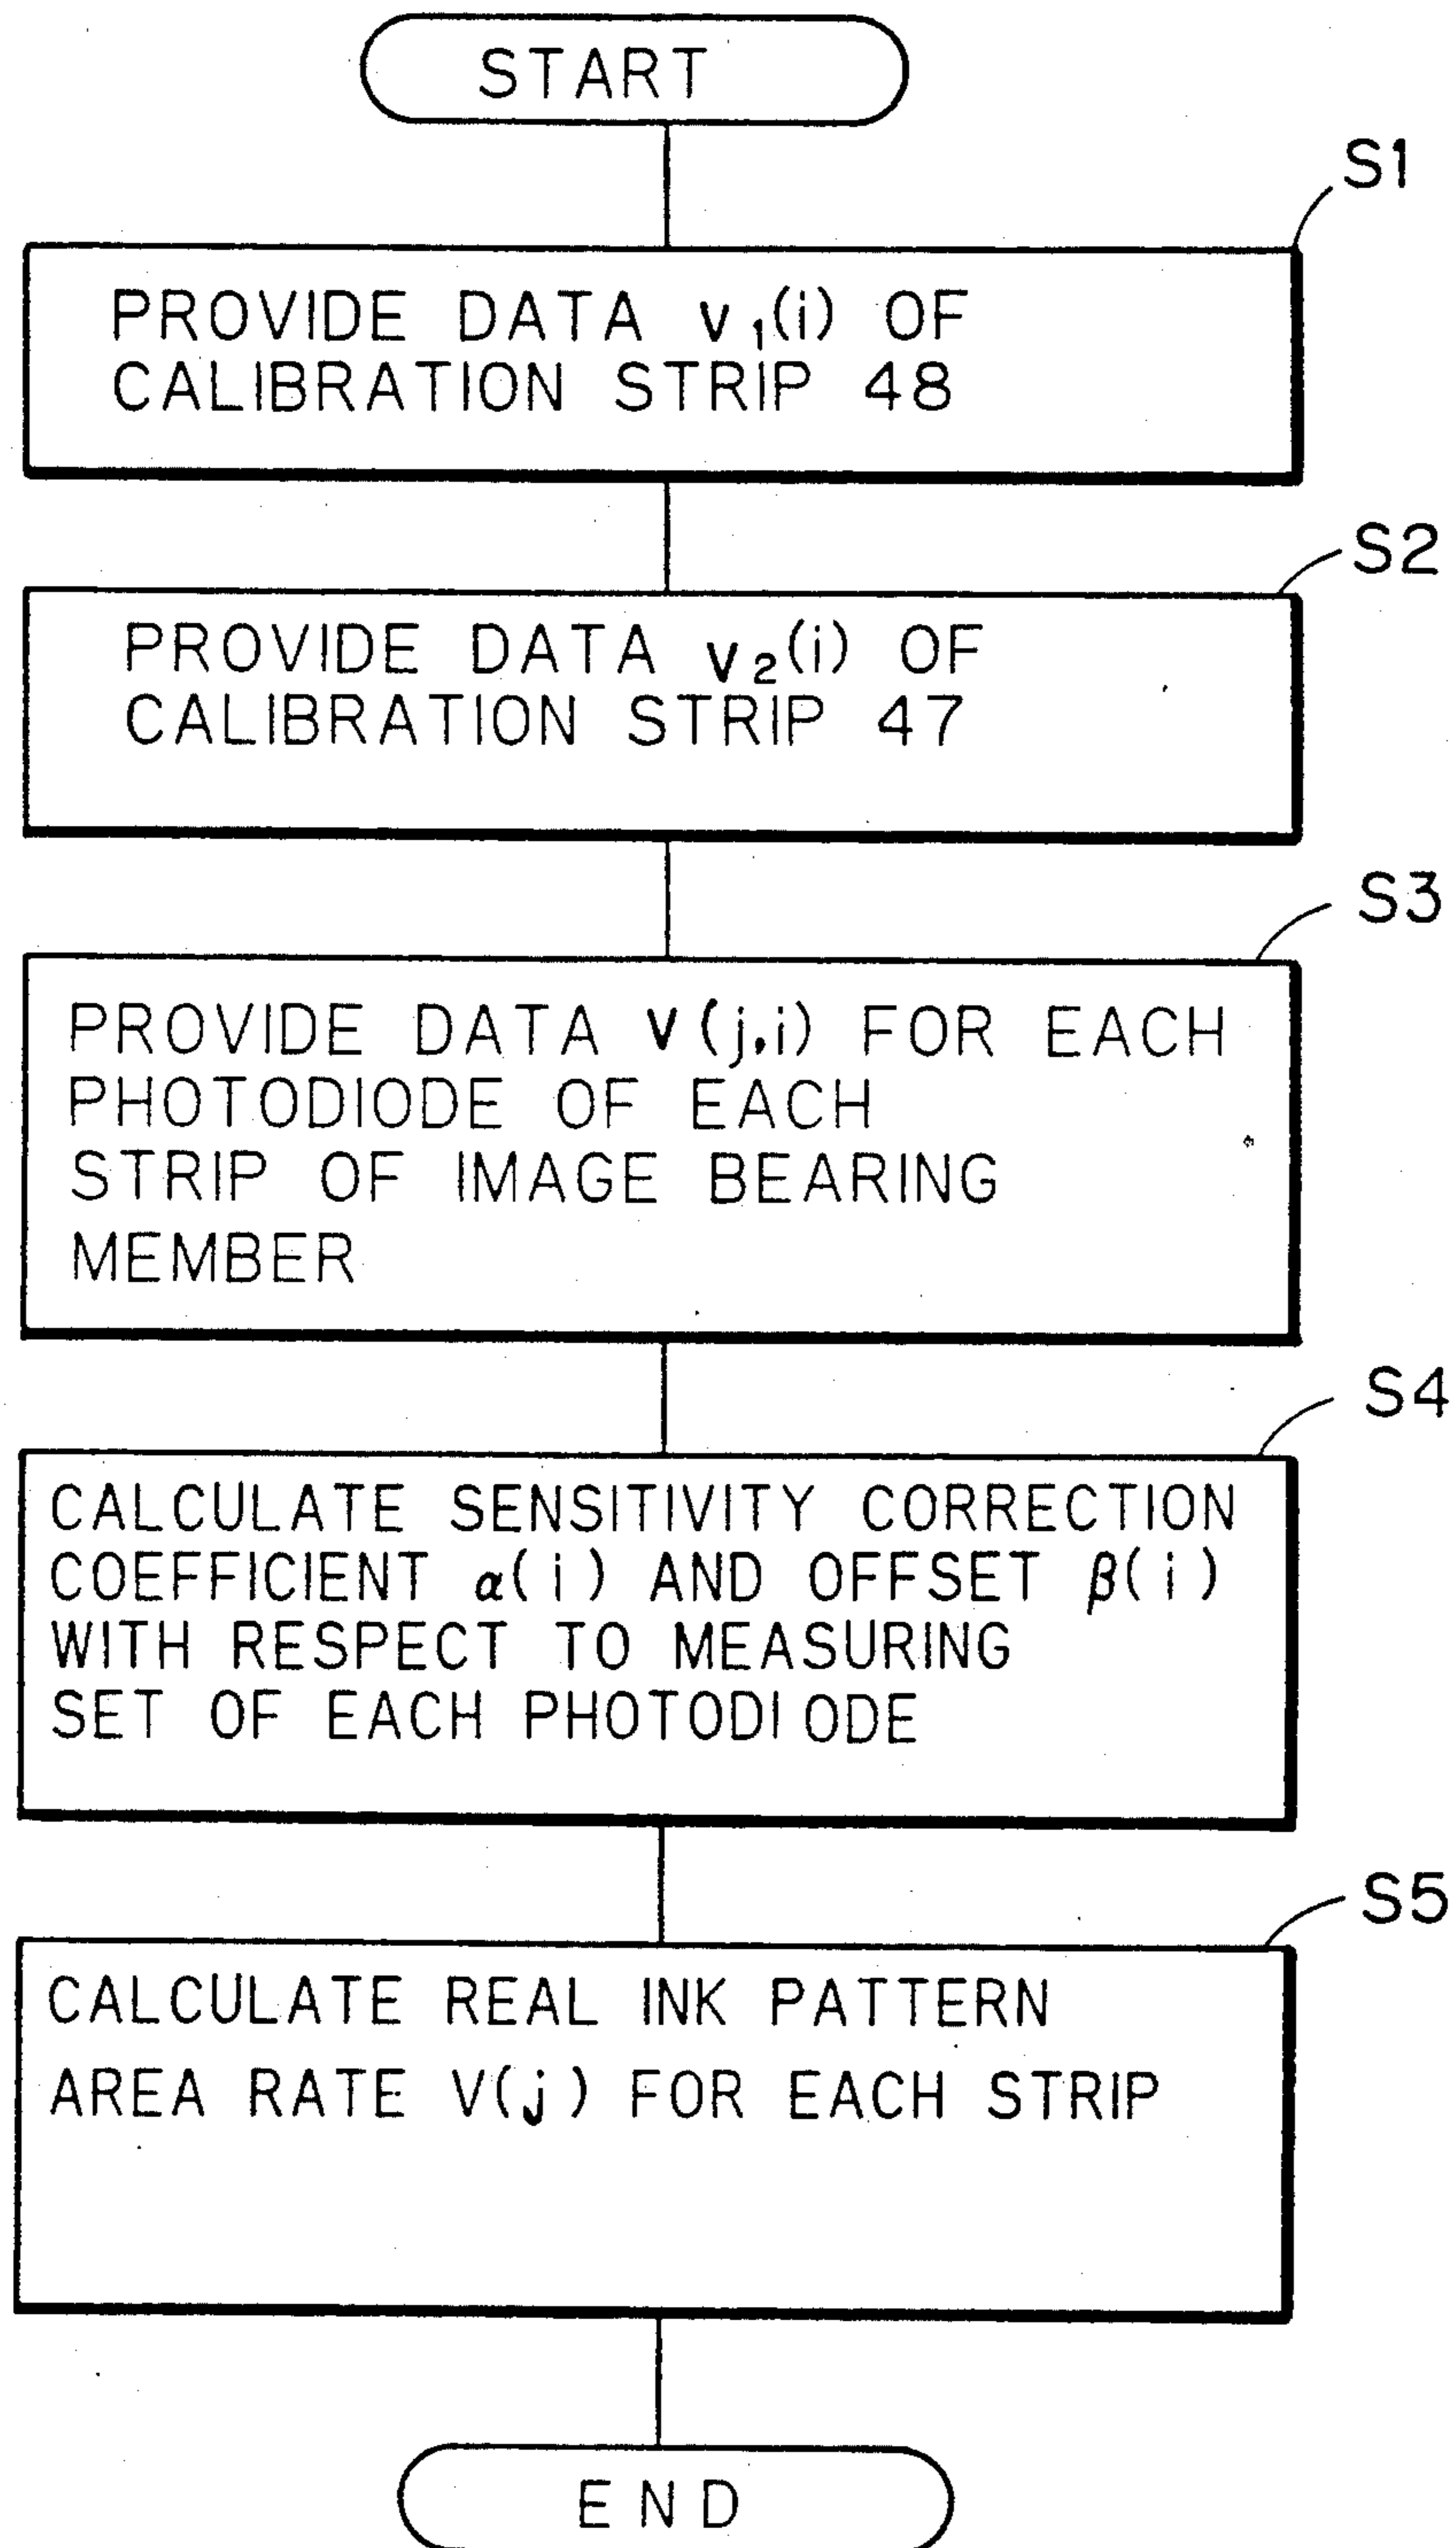 START
S1
PROVIDE DATA v₁(i) OF
CALIBRATION STRIP 48
S2
PROVIDE DATA v₂(i) OF
CALIBRATION STRIP 47
S3
PROVIDE DATA v(j,i) FOR EACH
PHOTODIODE OF EACH
STRIP OF IMAGE BEARING
MEMBER
S4
CALCULATE SENSITIVITY CORRECTION
COEFFICIENT α(i) AND OFFSET β(i)
WITH RESPECT TO MEASURING
SET OF EACH PHOTODIODE
S5
CALCULATE REAL INK PATTERN
AREA RATE V(j) FOR EACH STRIP
END